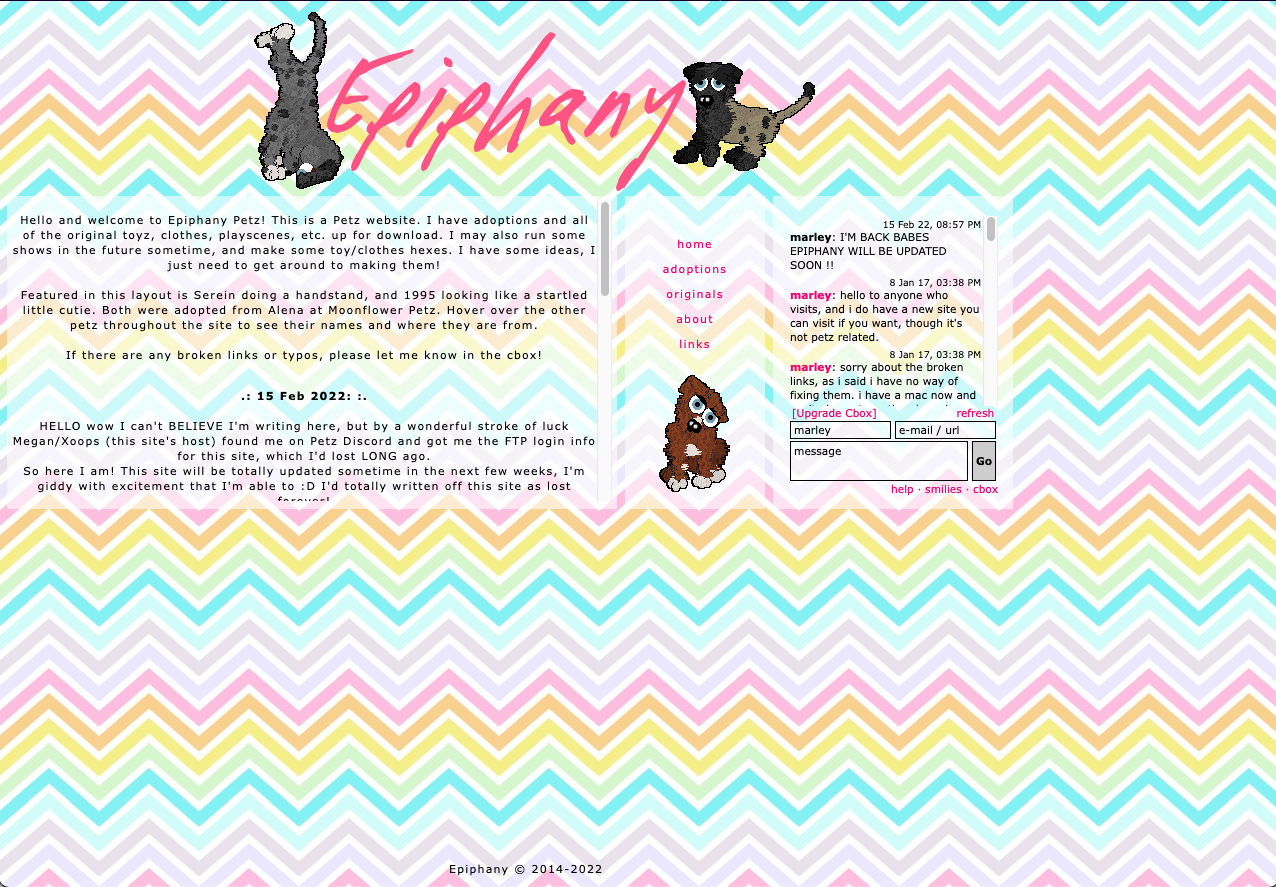 Epiphany
Hello and welcome to Epiphany Petz! This is a Petz website. I have adoptions and all
of the original toyz, clothes, playscenes, etc. up for download. I may also run some
shows in the future sometime, and make some toy/clothes hexes. I have some ideas, I
just need to get around to making them!
Featured in this layout is Serein doing a handstand, and 1995 looking like a startled
little cutie. Both were adopted from Alena at Moonflower Petz. Hover over the other
petz throughout the site to see their names and where they are from.
If there are any broken links or typos, please let me know in the cbox!
.: 15 Feb 2022: :.
HELLO wow I can't BELIEVE I'm writing here, but by a wonderful stroke of luck
Megan/Xoops (this site's host) found me on Petz Discord and got me the FTP login info
for this site, which I'd lost LONG ago.
So here I am! This site will be totally updated sometime in the next few weeks, I'm
giddy with excitement that I'm able to :D I'd totally written off this site as lost
forever!
home
adoptions
originals
about
links
15 Feb 22, 08:57 PM
marley: I'M BACK BABES
EPIPHANY WILL BE UPDATED
SOON !!
8 Jan 17, 03:38 PM
marley: hello to anyone who
visits, and i do have a new site you
can visit if you want, though it's
not petz related.
8 Jan 17, 03:38 PM
marley: sorry about the broken
links, as i said i have no way of
fixing them. i have a mac now and
[Upgrade Cbox] refresh
marley e-mail / url
message Go
help · smilies · cbox
Epiphany © 2014-2022